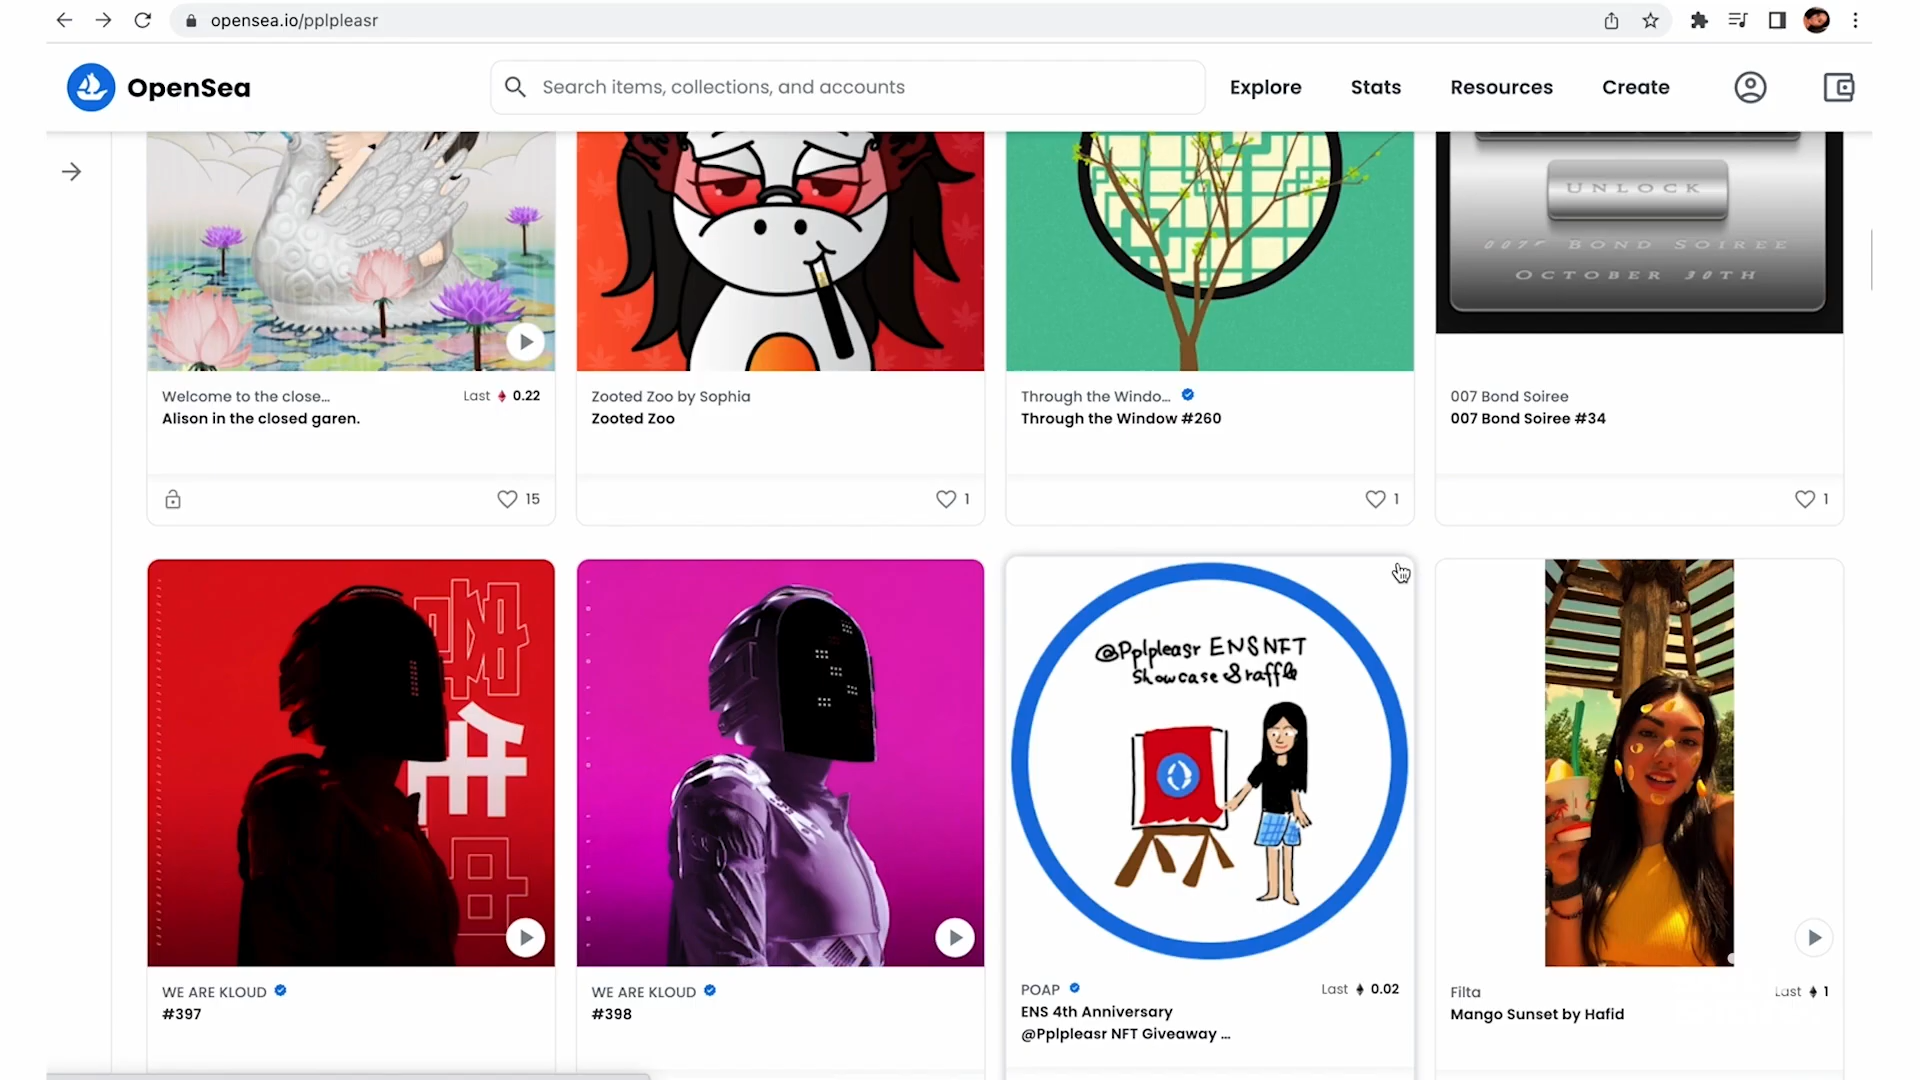 opensea.io/pplpleasr
OpenSea
Search items, collections, and accounts
Explore
Stats
Resources
Create
UNLOCK
BOND SOIREE
OCTOBER 30TH
Welcome to the close...
Last 0.22
Alison in the closed garen.
15
Zooted Zoo by Sophia
Zooted Zoo
1
Through the Windo...
Through the Window #260
1
007 Bond Soiree
007 Bond Soiree #34
1
生
@Pplpleasr ENS NFT
Showcase & raffle
WE ARE KLOUD
#397
WE ARE KLOUD
#398
POAP
Last 0.02
ENS 4th Anniversary
@Pplpleasr NFT Giveaway ...
Filta
Last 1
Mango Sunset by Hafid